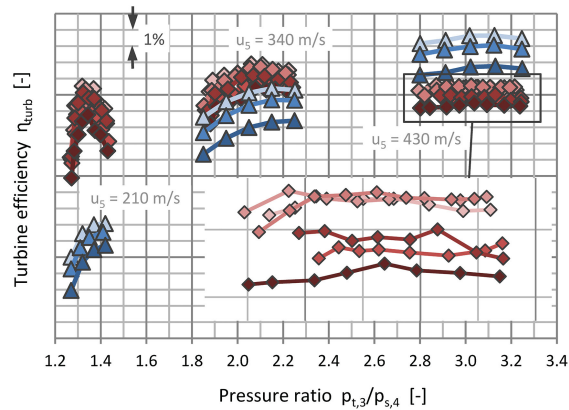 1%
u5 = 340 m/s
u5 = 430 m/s
u5 = 210 m/s
Turbine efficiency ηturb [-]
1.2 1.4 1.6 1.8 2.0 2.2 2.4 2.6 2.8 3.0 3.2 3.4
Pressure ratio pt,3/ps,4 [-]